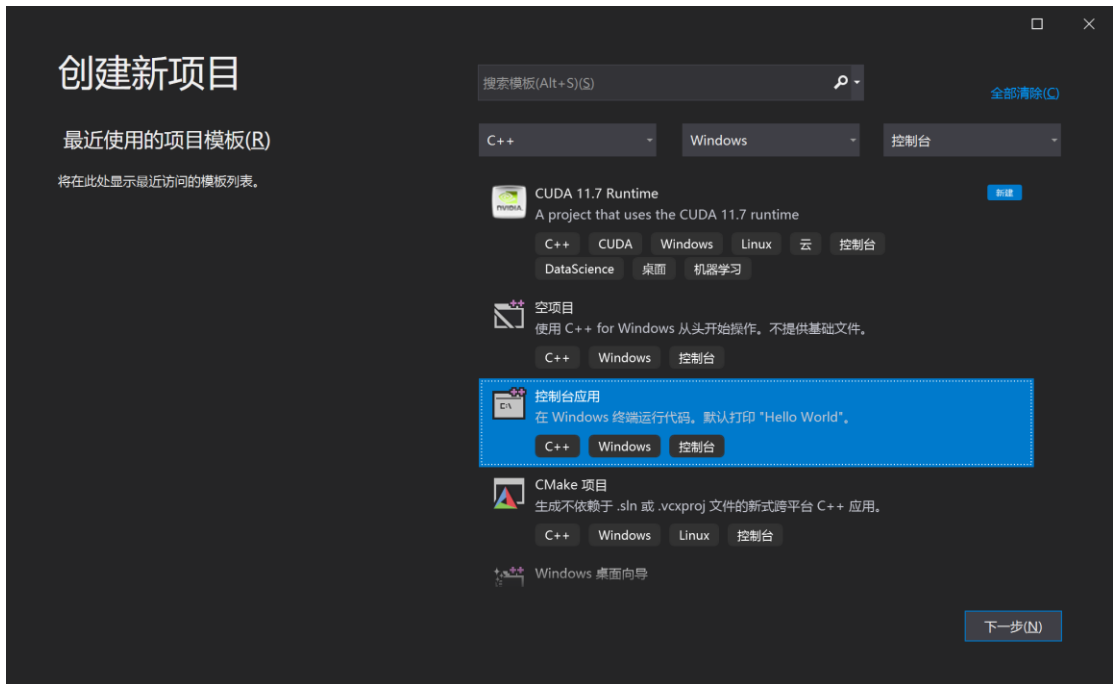 创建新项目
搜索模板(Alt+S)(S)
全部清除(C)
最近使用的项目模板(R)
将在此处显示最近访问的模板列表。
C++ Windows 控制台
CUDA 11.7 Runtime 新建
A project that uses the CUDA 11.7 runtime
C++ CUDA Windows Linux 云 控制台
DataScience 桌面 机器学习
空项目
使用 C++ for Windows 从头开始操作。不提供基础文件。
C++ Windows 控制台
控制台应用
在 Windows 终端运行代码。默认打印 "Hello World"。
C++ Windows 控制台
CMake 项目
生成不依赖于 .sln 或 .vcxproj 文件的新式跨平台 C++ 应用。
C++ Windows Linux 控制台
Windows 桌面向导
下一步(N)